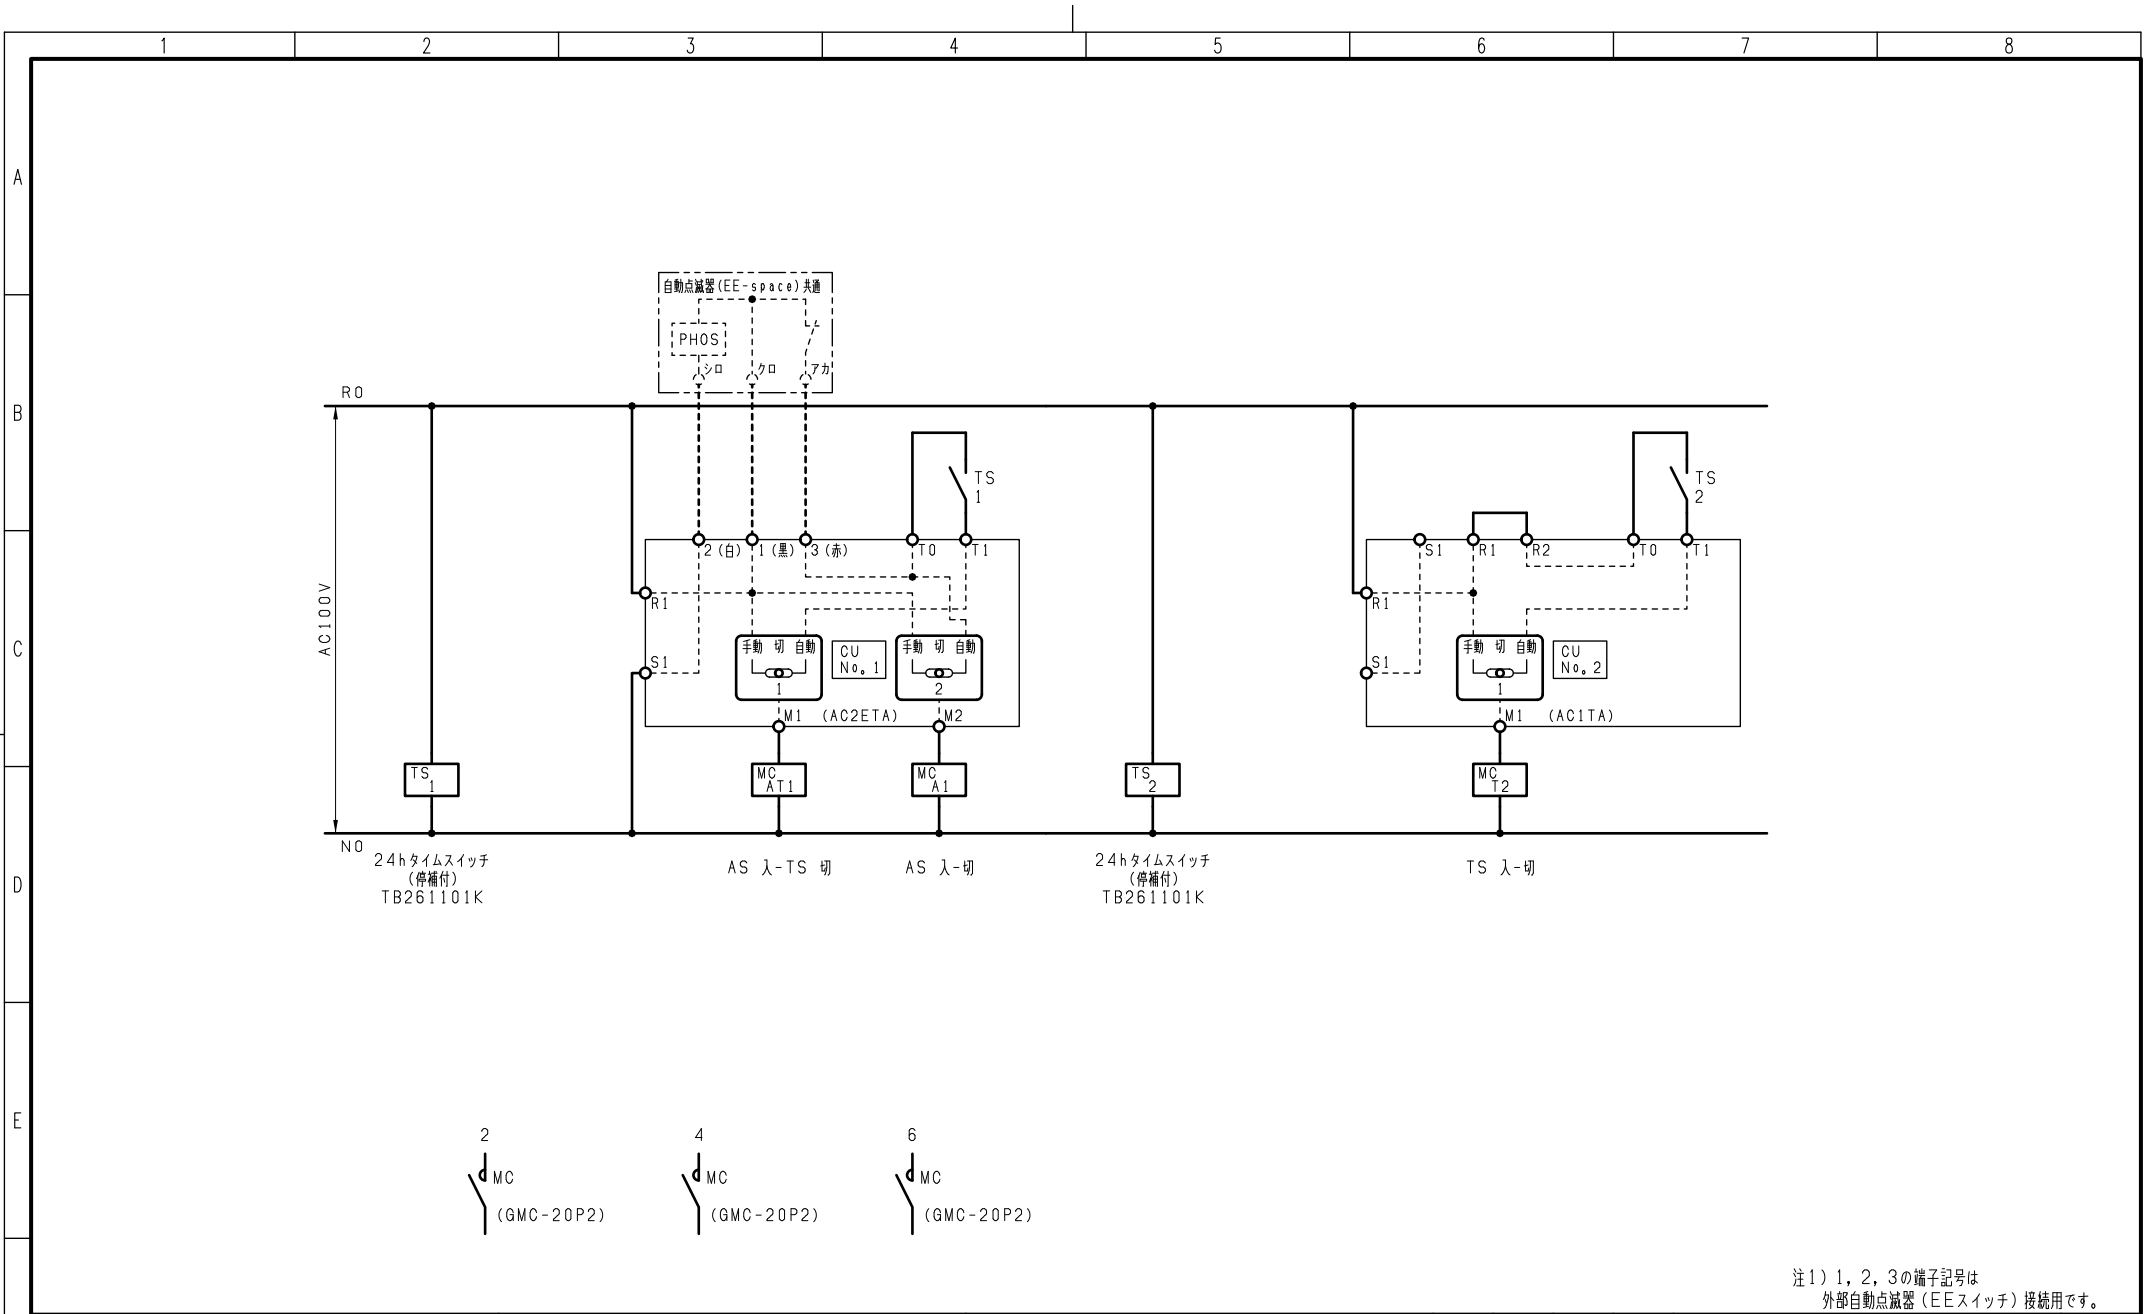 1 2 3 4 5 6 7 8
A
B
C
D
E
自動点滅器(EE-space)共通
PHOS
シロ クロ アカ
R0
AC100V
N0
TS
1
2(白) 1(黒) 3(赤) T0 T1
R1
S1
手動 切 自動
1
CU
No。1
手動 切 自動
2
M1 (AC2ETA) M2
TS
1
MC
AT1
MC
A1
24hタイムスイッチ
(停補付)
TB261101K
AS 入-TS 切
AS 入-切
TS
2
S1 R1 R2 T0 T1
R1
S1
手動 切 自動
1
CU
No。2
M1 (AC1TA)
TS
2
MC
T2
24hタイムスイッチ
(停補付)
TB261101K
TS 入-切
2
MC
(GMC-20P2)
4
MC
(GMC-20P2)
6
MC
(GMC-20P2)
注1)1,2,3の端子記号は
外部自動点滅器(EEスイッチ)接続用です。